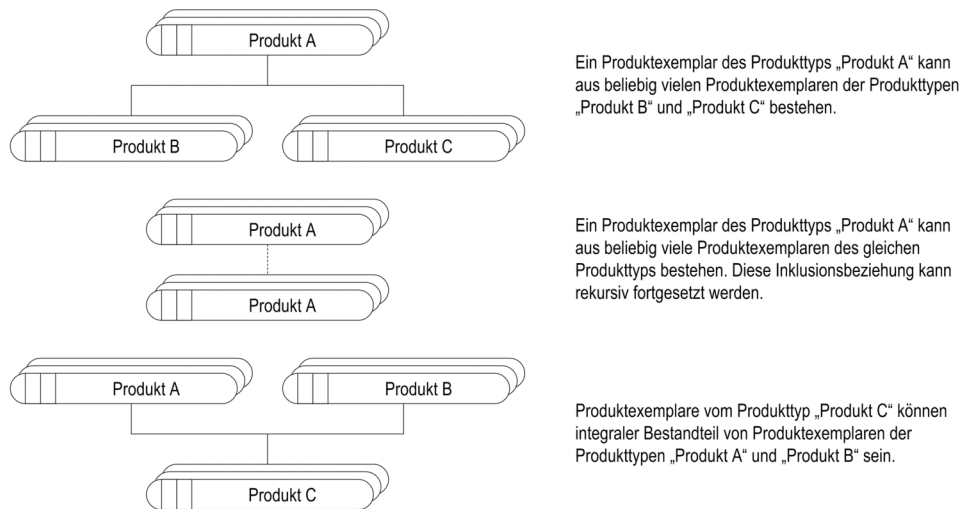 Produkt A
Produkt B
Produkt C
Ein Produktexemplar des Produkttyps „Produkt A“ kann
aus beliebig vielen Produktexemplaren der Produkttypen
„Produkt B“ und „Produkt C“ bestehen.
Produkt A
Produkt A
Ein Produktexemplar des Produkttyps „Produkt A“ kann
aus beliebig viele Produktexemplaren des gleichen
Produkttyps bestehen. Diese Inklusionsbeziehung kann
rekursiv fortgesetzt werden.
Produkt A
Produkt B
Produkt C
Produktexemplare vom Produkttyp „Produkt C“ können
integraler Bestandteil von Produktexemplaren der
Produkttypen „Produkt A“ und „Produkt B“ sein.